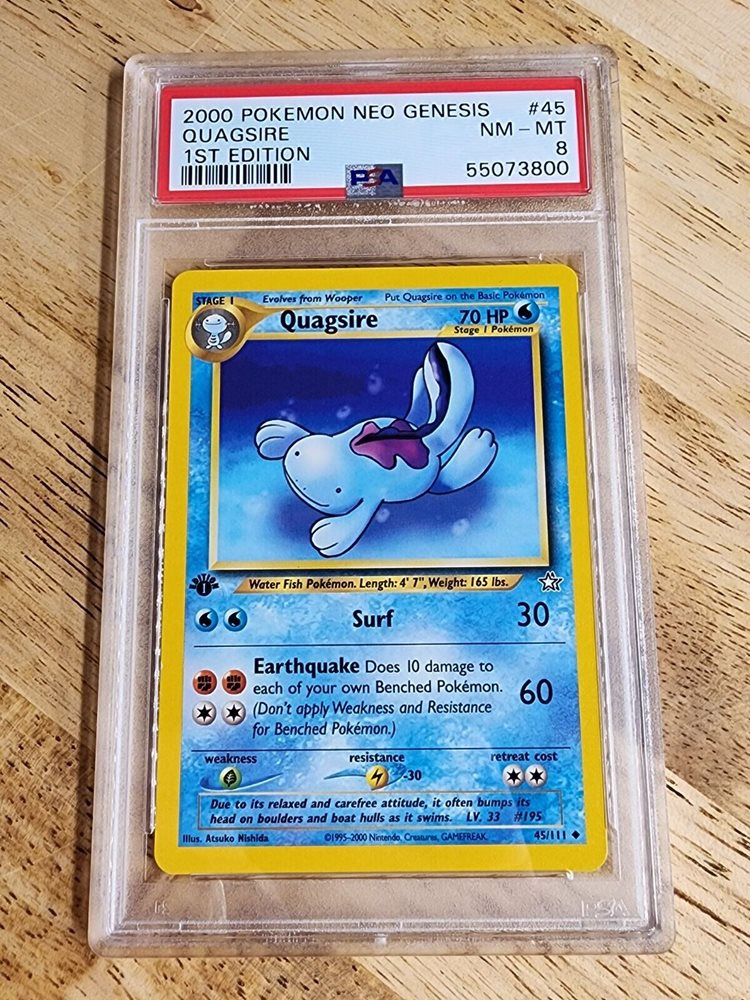 2000 POKEMON NEO GENESIS #45
QUAGSIRE NM - MT
1ST EDITION 8
PSA 55073800
STAGE 1 Evolves from Wooper Put Quagsire on the Basic Pokémon
Quagsire 70 HP
Stage 1 Pokémon
1
Water Fish Pokémon. Length: 4' 7", Weight: 165 lbs.
Surf 30
Earthquake Does 10 damage to
each of your own Benched Pokémon. 60
(Don't apply Weakness and Resistance
for Benched Pokémon.)
weakness resistance retreat cost
-30
Due to its relaxed and carefree attitude, it often bumps its
head on boulders and boat hulls as it swims. LV. 33 #195
Illus. Atsuko Nishida ©1995-2000 Nintendo, Creatures, GAMEFREAK. 45/111
PSA